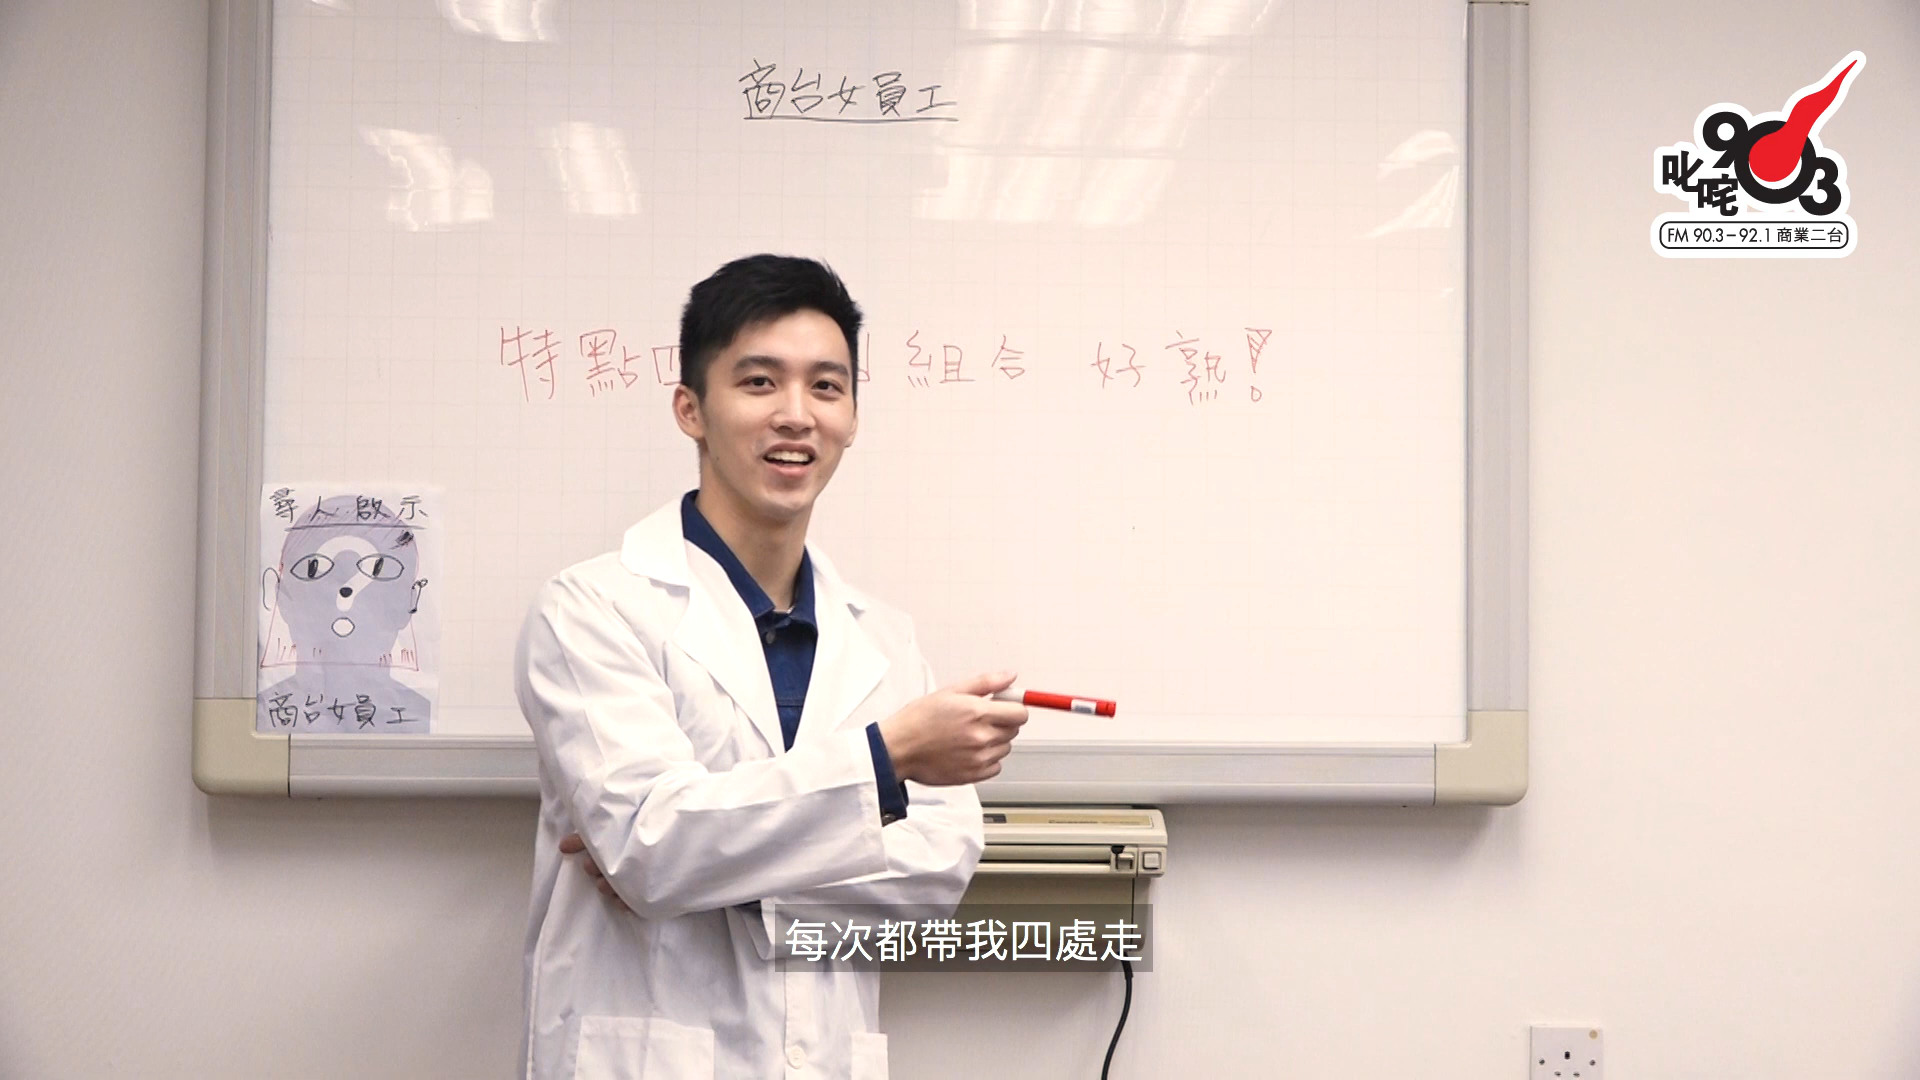 商台女員工
叱咤903
FM 90.3-92.1 商業二台
特點四 組合 好熟!
尋人啟示
商台女員工
每次都帶我四處走